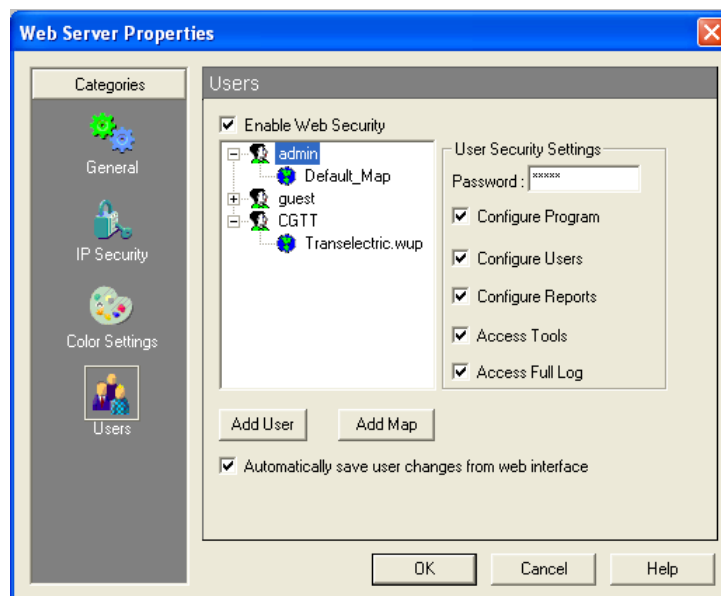 Web Server Properties
Categories
General
IP Security
Color Settings
Users
Users
Enable Web Security
admin
Default_Map
guest
CGTT
Transelectric.wup
User Security Settings
Password : *****
Configure Program
Configure Users
Configure Reports
Access Tools
Access Full Log
Add User
Add Map
Automatically save user changes from web interface
OK
Cancel
Help